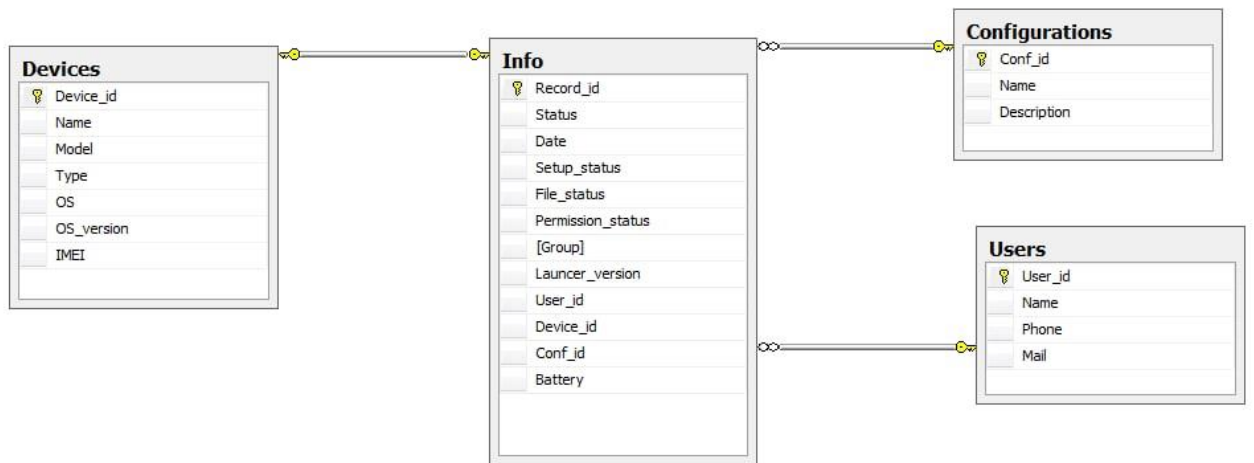 Devices
Device_id
Name
Model
Type
OS
OS_version
IMEI
Info
Record_id
Status
Date
Setup_status
File_status
Permission_status
[Group]
Launcer_version
User_id
Device_id
Conf_id
Battery
Configurations
Conf_id
Name
Description
Users
User_id
Name
Phone
Mail